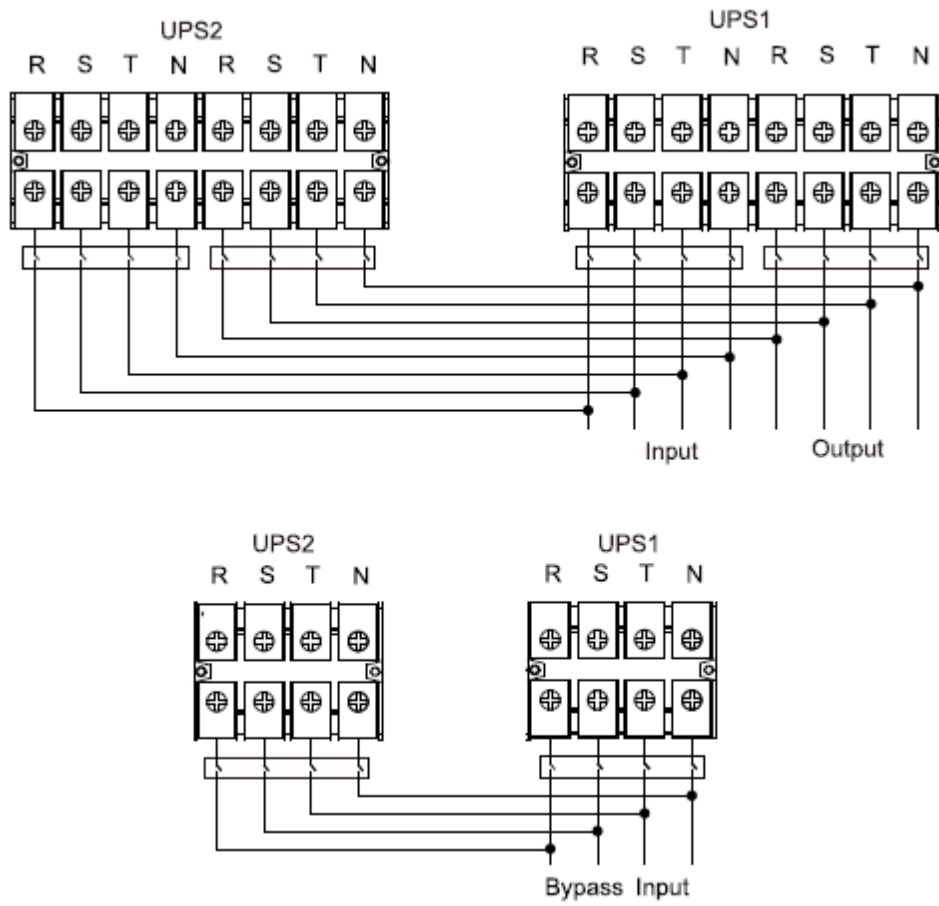 UPS2
UPS1
R S T N R S T N
R S T N R S T N
Input
Output
UPS2
UPS1
R S T N
R S T N
Bypass Input